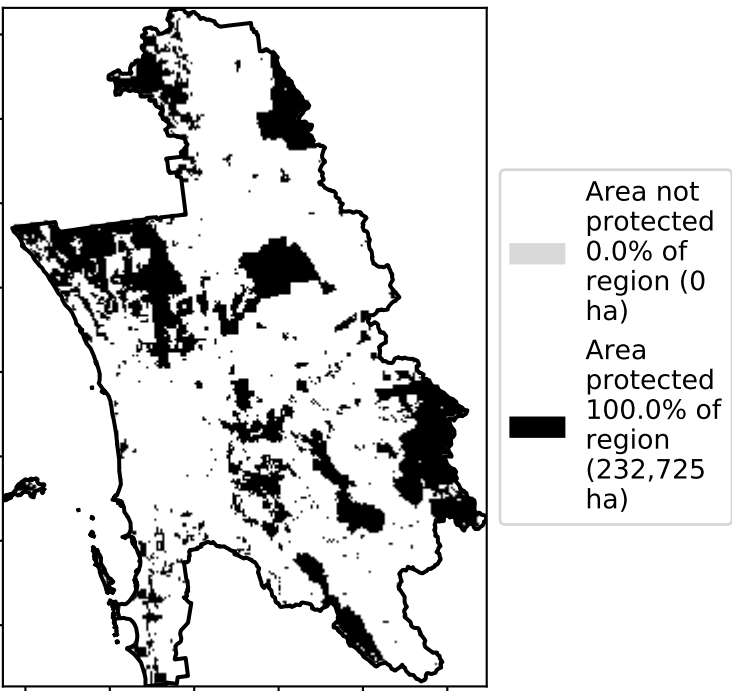 Area not
protected
0.0% of
region (0
ha)
Area
protected
100.0% of
region
(232,725
ha)